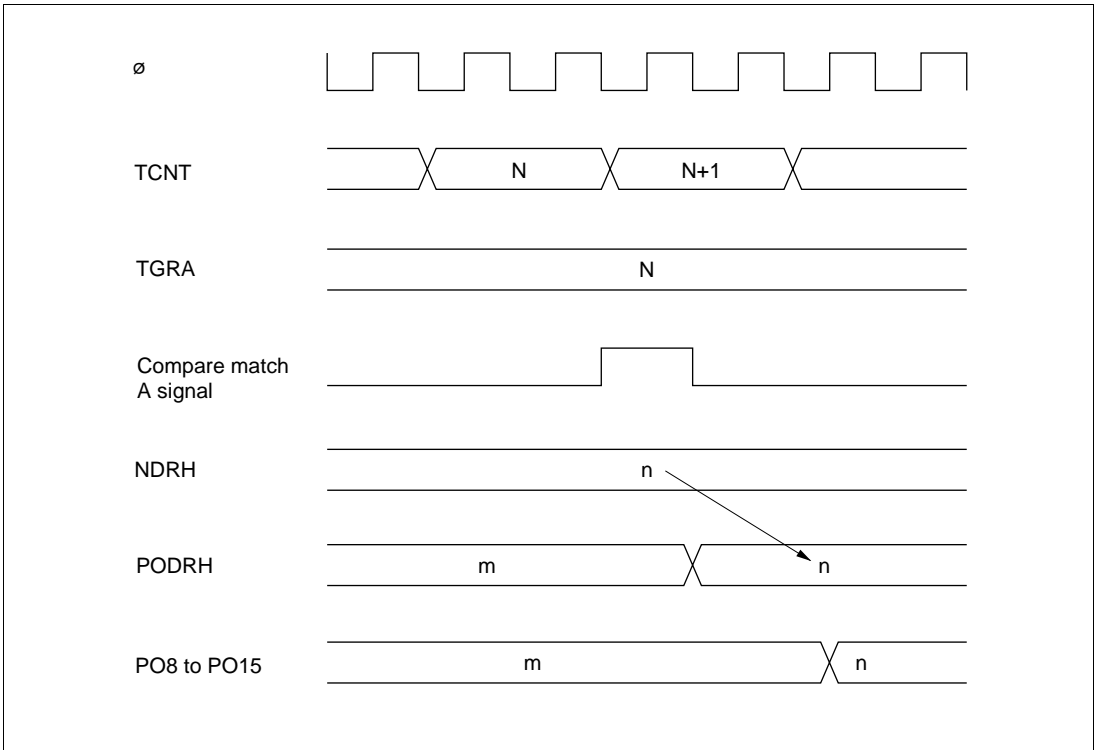 ø
TCNT N N+1
TGRA N
Compare match
A signal
NDRH n
PODRH m n
PO8 to PO15 m n